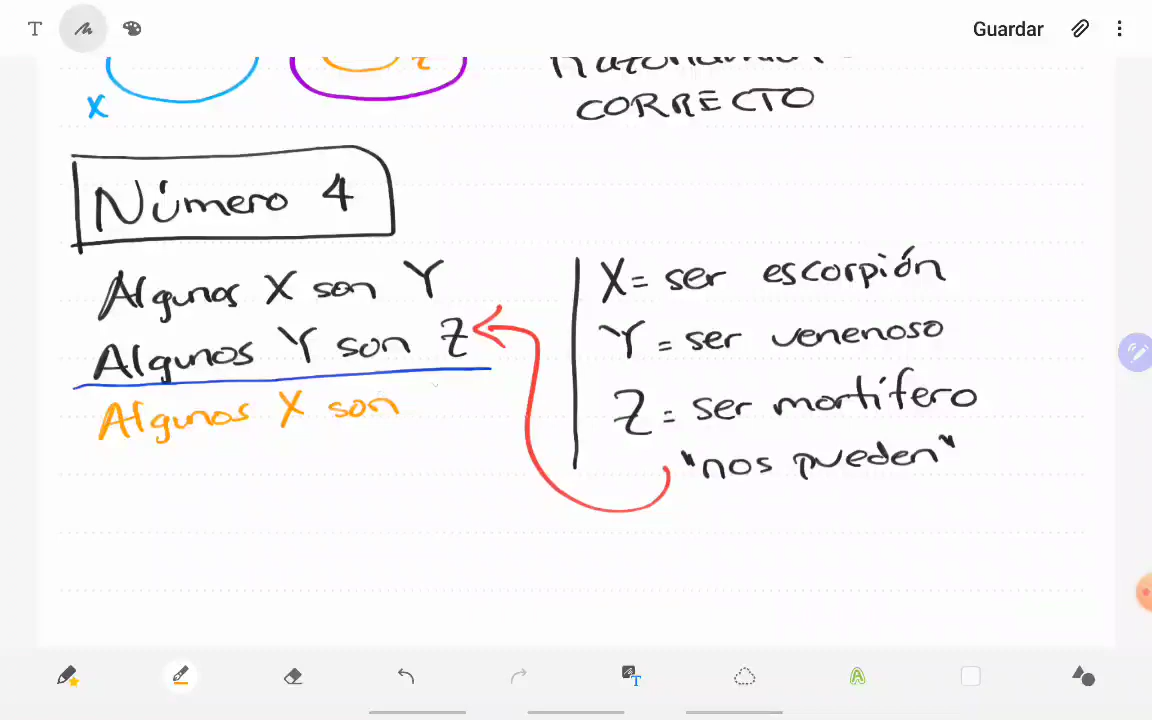 T Guardar
X Z
CORRECTO
Número 4
Algunos X son Y
Algunos Y son Z
Algunos X son
X = ser escorpión
Y = ser venenoso
Z = ser mortífero
"nos pueden"